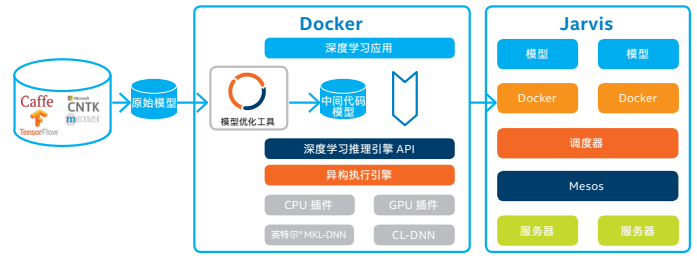 Docker
Jarvis
深度学习应用
模型
模型
Caffe
Microsoft
CNTK
TensorFlow
原始模型
模型优化工具
中间代码
模型
Docker
Docker
深度学习推理引擎 API
调度器
异构执行引擎
Mesos
CPU 插件
GPU 插件
英特尔® MKL-DNN
CL-DNN
服务器
服务器